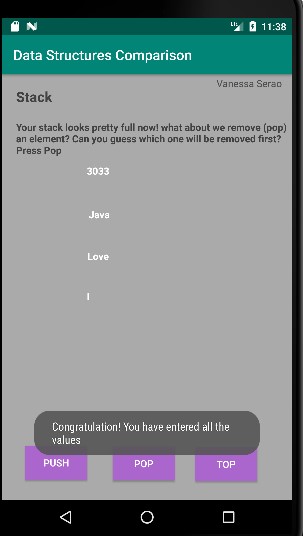 LTE 11:38
Data Structures Comparison
Vanessa Serao
Stack
Your stack looks pretty full now! what about we remove (pop)
an element? Can you guess which one will be removed first?
Press Pop
3033
Java
Love
I
Congratulation! You have entered all the
values
PUSH POP TOP